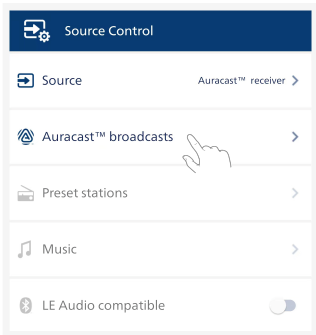 Source Control
Source Auracast™ receiver
Auracast™ broadcasts
Preset stations
Music
LE Audio compatible